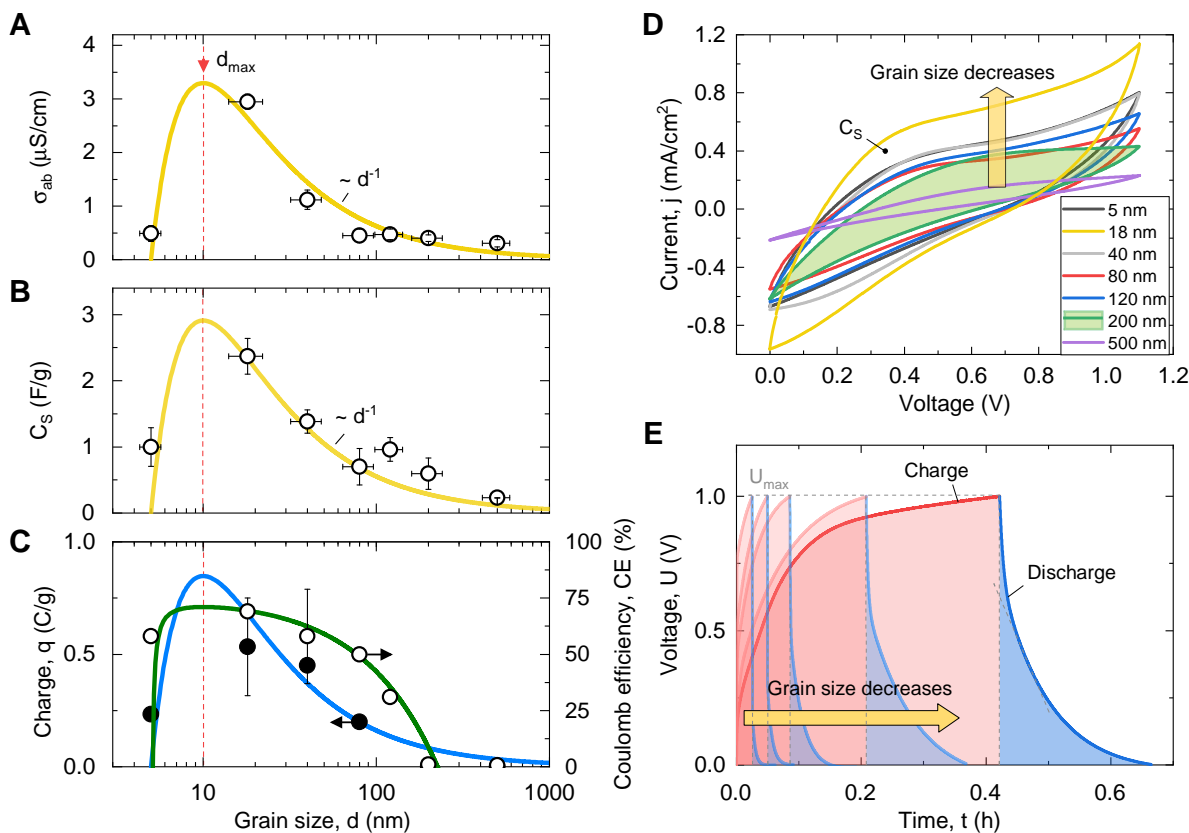 A
4
3
2
1
0
σab (μS/cm)
dmax
~ d-1
B
3
2
1
0
CS (F/g)
~ d-1
C
1.0
0.5
0.0
Charge, q (C/g)
100
75
50
25
0
Coulomb efficiency, CE (%)
10
100
1000
Grain size, d (nm)
D
1.2
0.8
0.4
0.0
-0.4
-0.8
Current, j (mA/cm2)
Grain size decreases
CS
5 nm
18 nm
40 nm
80 nm
120 nm
200 nm
500 nm
0.0 0.2 0.4 0.6 0.8 1.0 1.2
Voltage (V)
E
1.0
0.5
0.0
Voltage, U (V)
Umax
Charge
Discharge
Grain size decreases
0.0 0.2 0.4 0.6
Time, t (h)